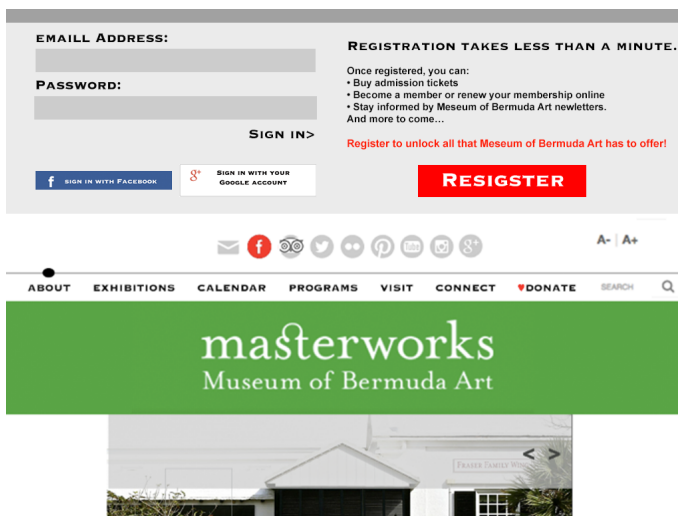 EMAILL ADDRESS:
PASSWORD:
SIGN IN>
f SIGN IN WITH FACEBOOK
g+ SIGN IN WITH YOUR
GOOGLE ACCOUNT
REGISTRATION TAKES LESS THAN A MINUTE.
Once registered, you can:
• Buy admission tickets
• Become a member or renew your membership online
• Stay informed by Meseum of Bermuda Art newletters.
And more to come…
Register to unlock all that Meseum of Bermuda Art has to offer!
RESIGSTER
A- | A+
ABOUT EXHIBITIONS CALENDAR PROGRAMS VISIT CONNECT ♥DONATE SEARCH
masterworks
Museum of Bermuda Art
< >
FRASER FAMILY WING